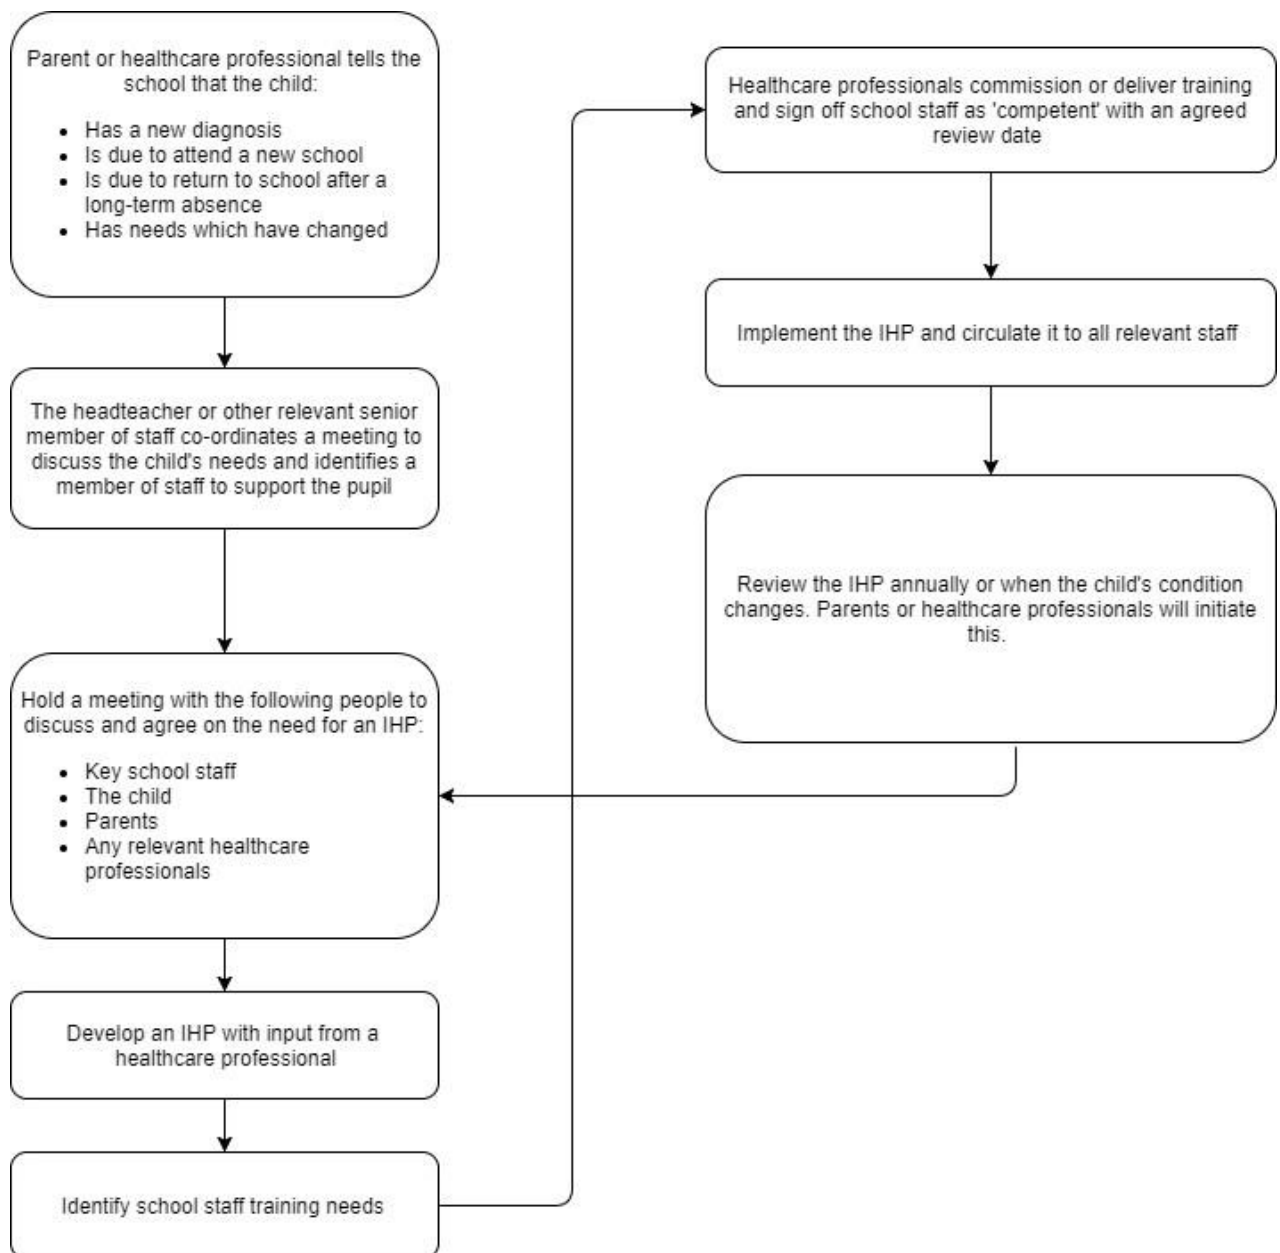 Parent or healthcare professional tells the
school that the child:
• Has a new diagnosis
• Is due to attend a new school
• Is due to return to school after a
long-term absence
• Has needs which have changed
The headteacher or other relevant senior
member of staff co-ordinates a meeting to
discuss the child's needs and identifies a
member of staff to support the pupil
Hold a meeting with the following people to
discuss and agree on the need for an IHP:
• Key school staff
• The child
• Parents
• Any relevant healthcare
professionals
Develop an IHP with input from a
healthcare professional
Identify school staff training needs
Healthcare professionals commission or deliver training
and sign off school staff as 'competent' with an agreed
review date
Implement the IHP and circulate it to all relevant staff
Review the IHP annually or when the child's condition
changes. Parents or healthcare professionals will initiate
this.